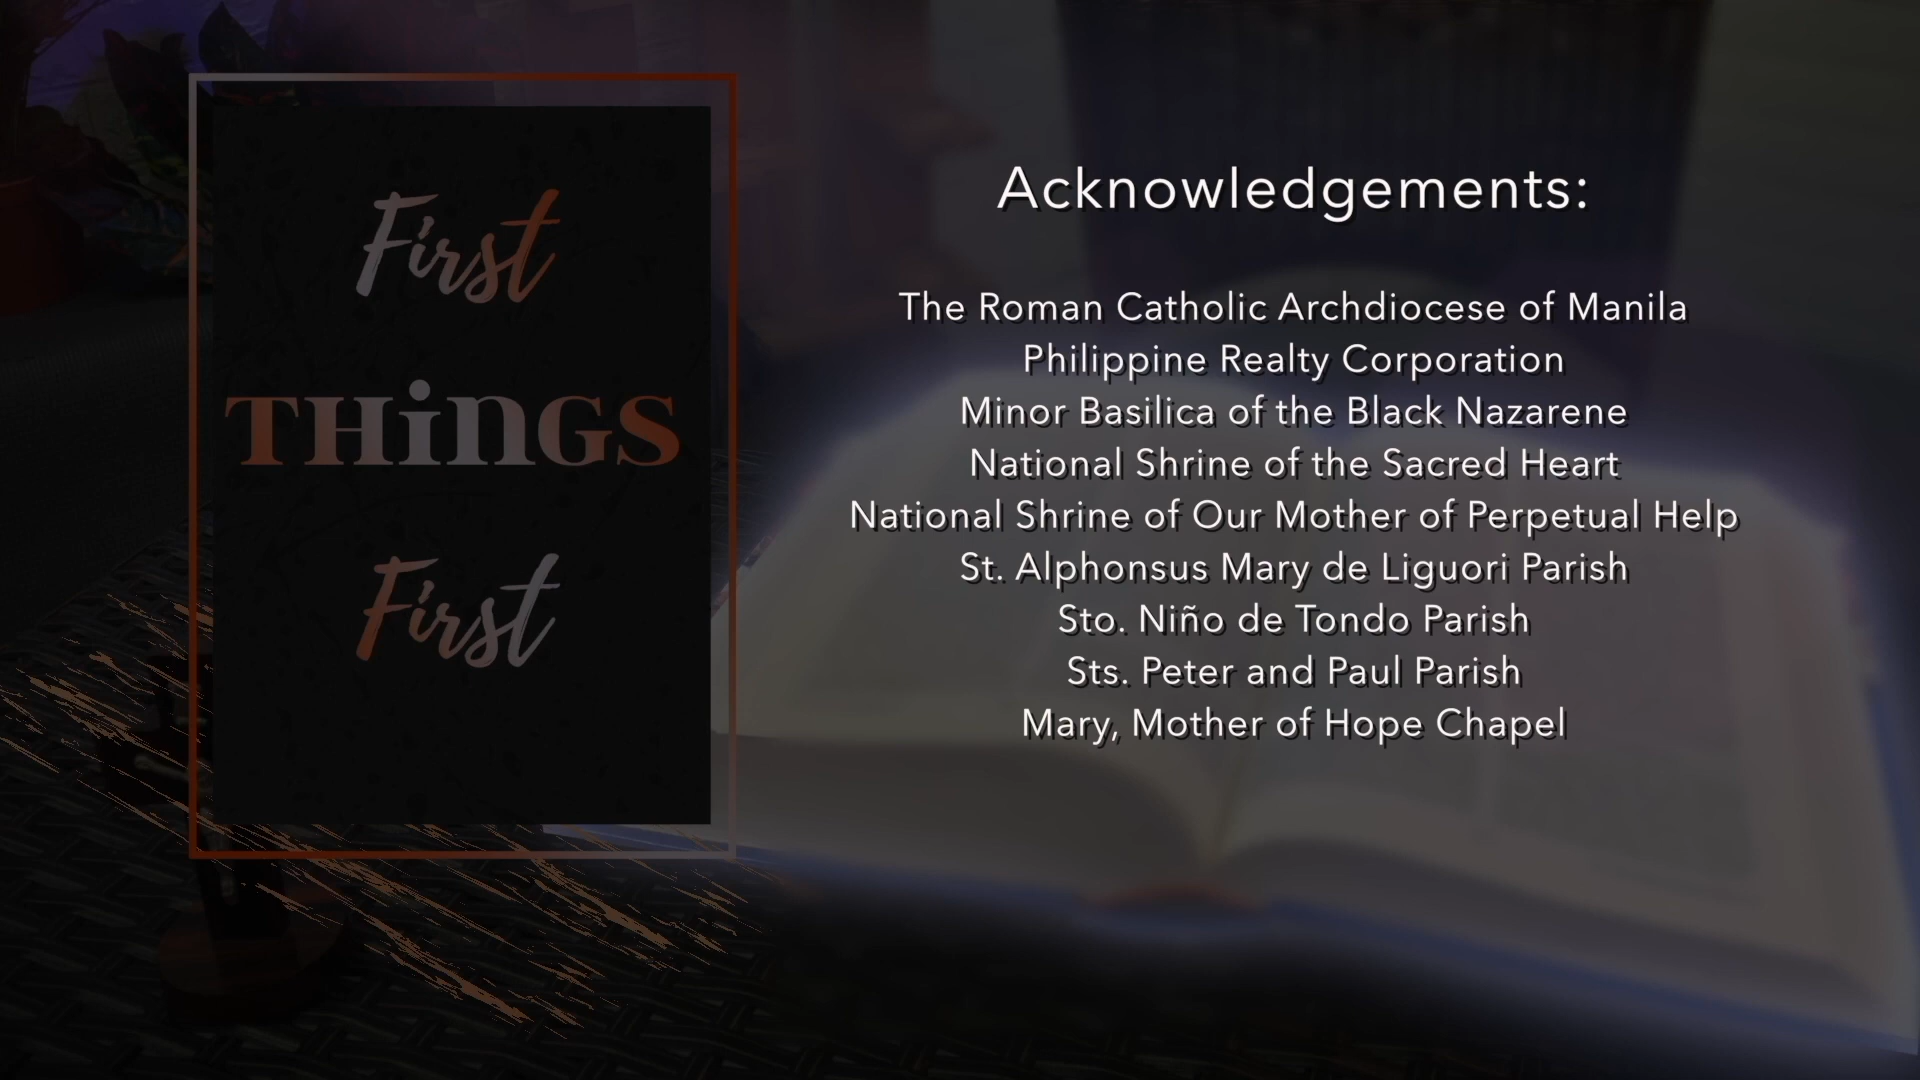 First
THiNGS
First
Acknowledgements:
The Roman Catholic Archdiocese of Manila
Philippine Realty Corporation
Minor Basilica of the Black Nazarene
National Shrine of the Sacred Heart
National Shrine of Our Mother of Perpetual Help
St. Alphonsus Mary de Liguori Parish
Sto. Niño de Tondo Parish
Sts. Peter and Paul Parish
Mary, Mother of Hope Chapel